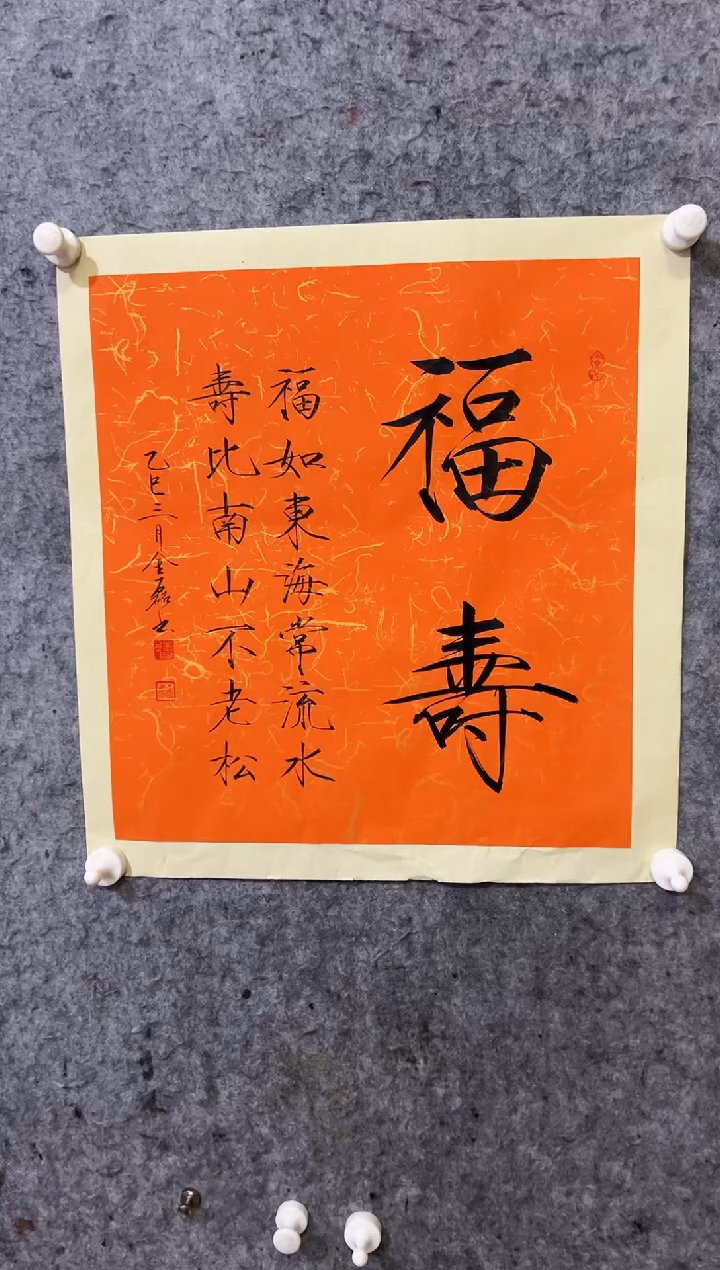 福壽
福如東海常流水
壽比南山不老松
乙巳三月金磊书